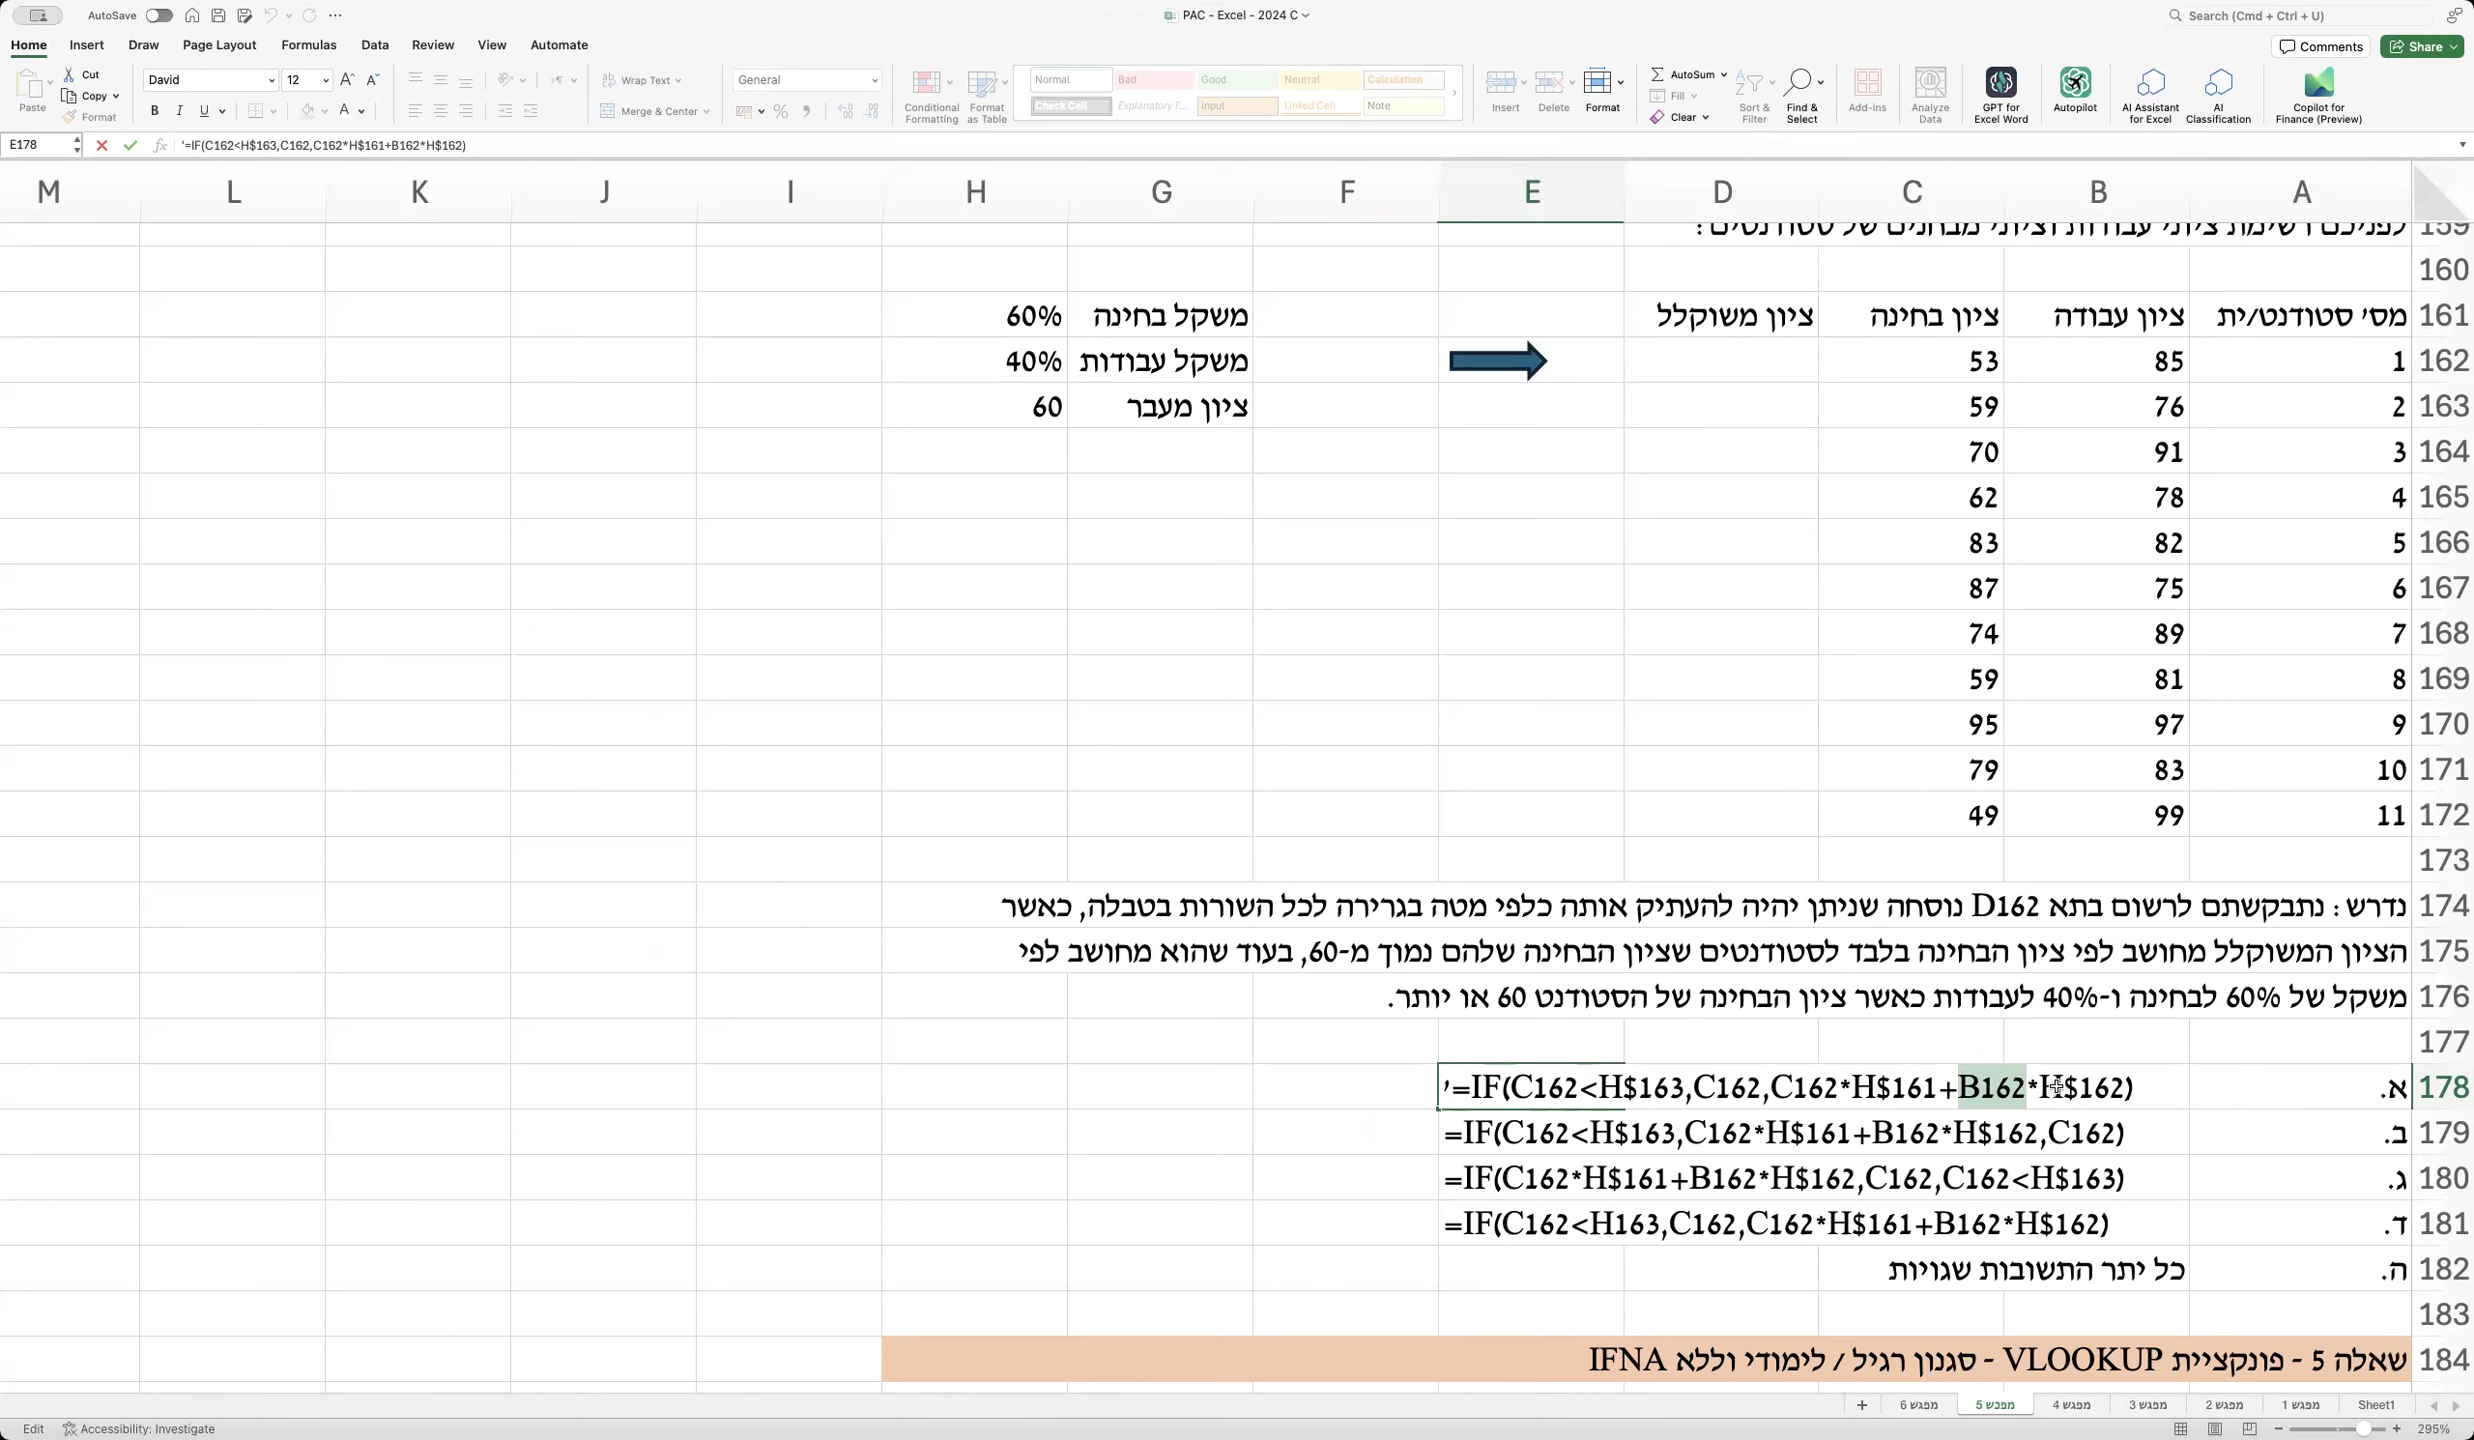 AutoSave
PAC - Excel - 2024 C
Search (Cmd + Ctrl + U)
Home Insert Draw Page Layout Formulas Data Review View Automate
Comments Share
Paste Cut Copy Format
David 12
B I U
Wrap Text
Merge & Center
General
Conditional Formatting
Format as Table
Normal Bad Good Neutral Calculation
Check Cell Explanatory T... Input Linked Cell Note
Insert Delete Format
AutoSum Fill Clear
Sort & Filter
Find & Select
Add-ins
Analyze Data
GPT for Excel Word
Autopilot
AI Assistant for Excel
AI Classification
Copilot for Finance (Preview)
E178 fx '=IF(C162<H$163,C162,C162*H$161+B162*H$162)
M L K J I H G F E D C B A
159 לפניכם רשימת ציוני עבודות וציוני מבחנים של סטודנטים:
160
161 מס' סטודנט/ית ציון עבודה ציון בחינה ציון משוקלל משקל בחינה 60%
162 1 85 53 משקל עבודות 40%
163 2 76 59 ציון מעבר 60
164 3 91 70
165 4 78 62
166 5 82 83
167 6 75 87
168 7 89 74
169 8 81 59
170 9 97 95
171 10 83 79
172 11 99 49
173
174 נדרש: נתבקשתם לרשום בתא D162 נוסחה שניתן יהיה להעתיק אותה כלפי מטה בגרירה לכל השורות בטבלה, כאשר
175 הציון המשוקלל מחושב לפי ציון הבחינה בלבד לסטודנטים שציון הבחינה שלהם נמוך מ-60, בעוד שהוא מחושב לפי
176 משקל של 60% לבחינה ו-40% לעבודות כאשר ציון הבחינה של הסטודנט 60 או יותר.
177
178 א. '=IF(C162<H$163,C162,C162*H$161+B162*H$162)
179 ב. =IF(C162<H$163,C162*H$161+B162*H$162,C162)
180 ג. =IF(C162*H$161+B162*H$162,C162,C162<H$163)
181 ד. =IF(C162<H163,C162,C162*H$161+B162*H$162)
182 ה. כל יתר התשובות שגויות
183
184 שאלה 5 - פונקציית VLOOKUP - סגנון רגיל / לימודי וללא IFNA
Sheet1 מפגש 1 מפגש 2 מפגש 3 מפגש 4 מפגש 5 מפגש 6
Edit Accessibility: Investigate 295%